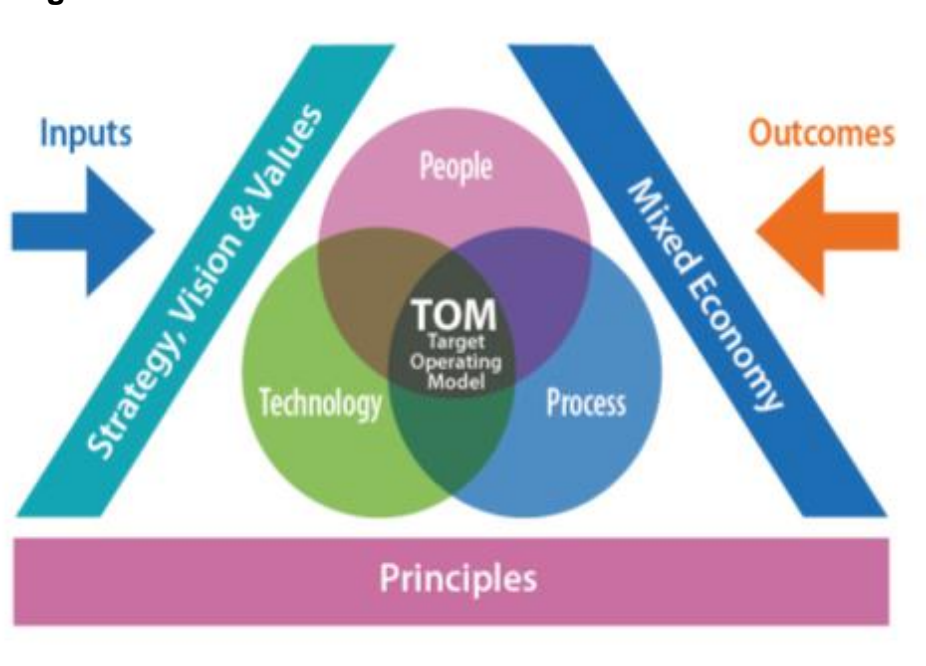 Inputs
Strategy, Vision & Values
People
Mixed Economy
Outcomes
TOM
Target
Operating
Model
Technology
Process
Principles